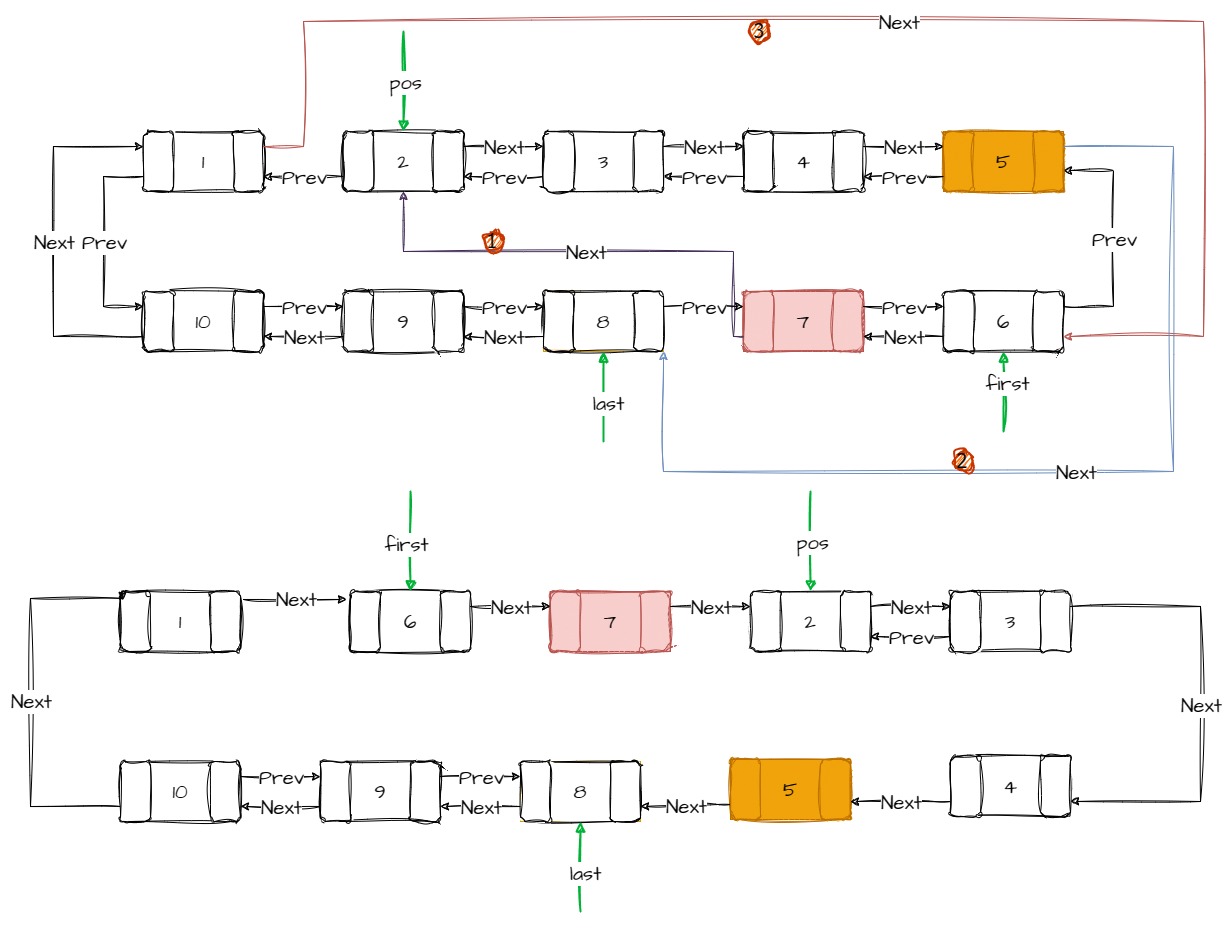 3 Next
pos
1 2 Next 3 Next 4 Next 5
Prev Prev Prev
Next Prev 1 Next Prev
Prev Prev Prev Prev
10 9 8 7 6
Next Next Next
first
last
2
Next
first pos
Next 6 Next 7 Next 2 Next 3
1 Prev
Next Next
Prev Prev
10 9 8 5 4
Next Next Next Next
last